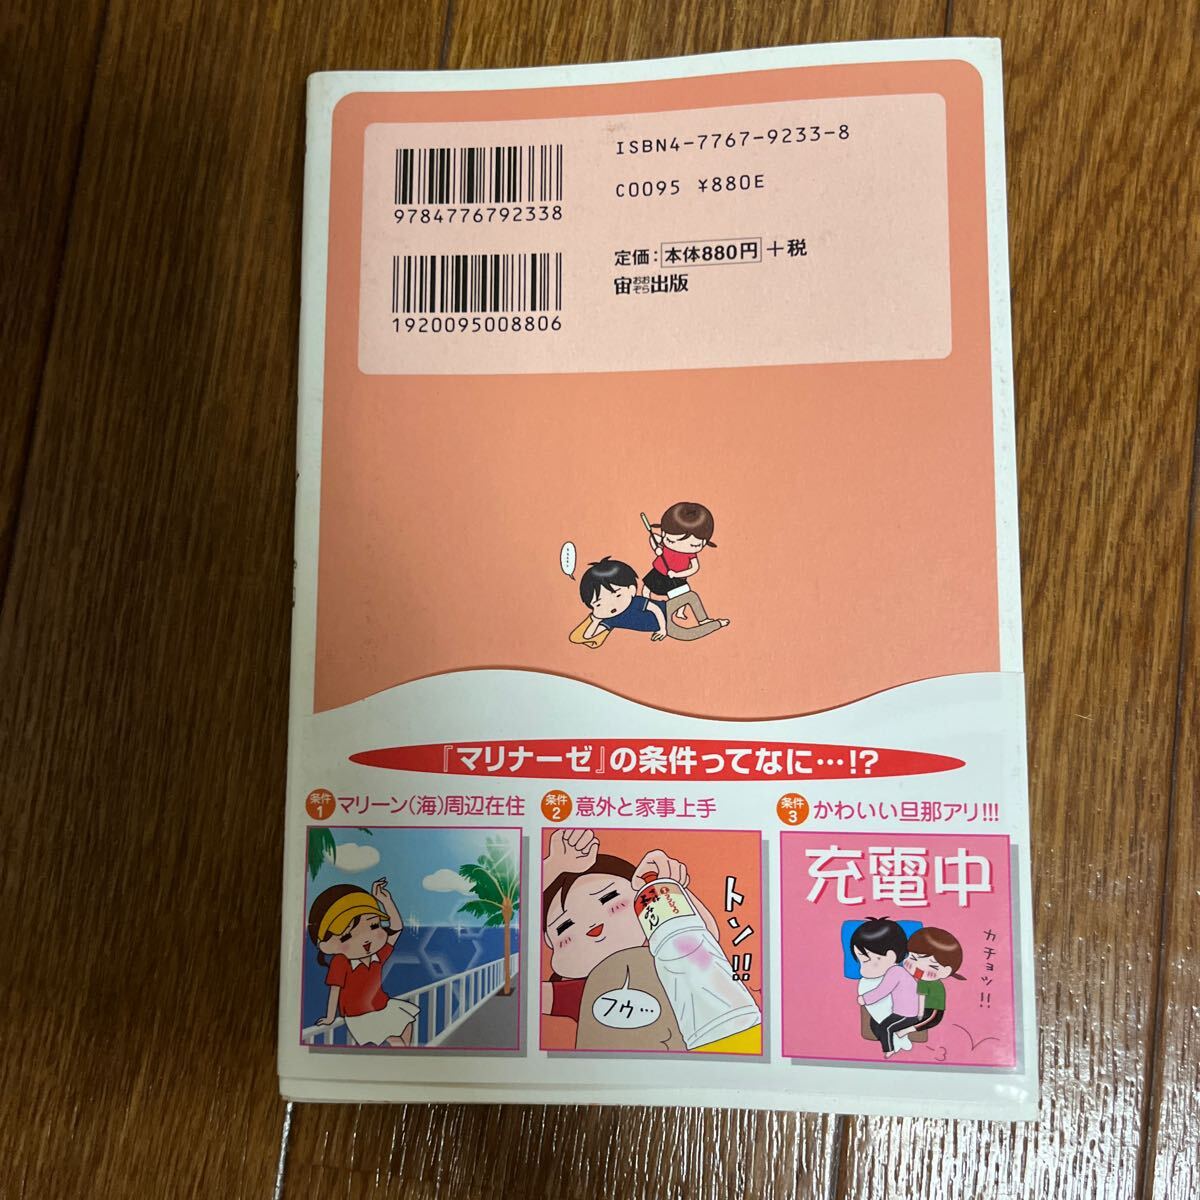 ISBN4-7767-9233-8
C0095 ¥880E
9784776792338
定価：本体880円+税
宙おおぞら出版
1920095008806
……
『マリナーゼ』の条件ってなに…!?
条件1 マリーン(海)周辺在住
条件2 意外と家事上手
条件3 かわいい旦那アリ!!!
トン!!
フゥ…
充電中
カチョッ!!